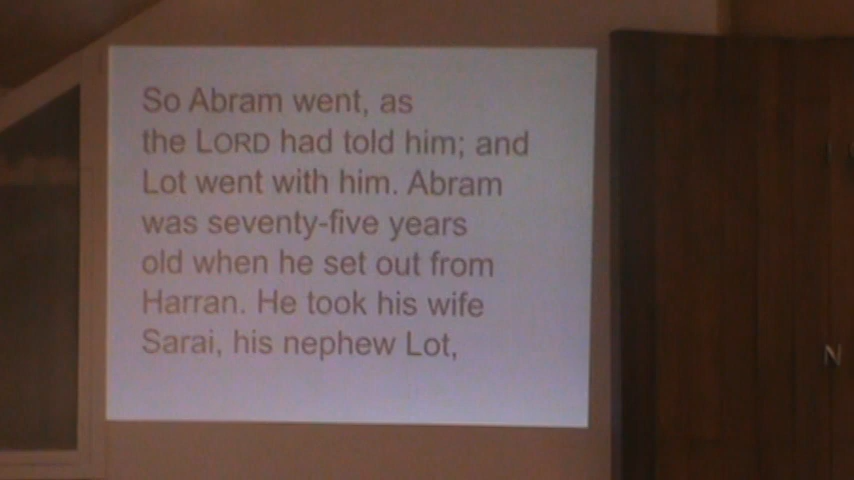 So Abram went, as
the LORD had told him; and
Lot went with him. Abram
was seventy-five years
old when he set out from
Harran. He took his wife
Sarai, his nephew Lot,
N